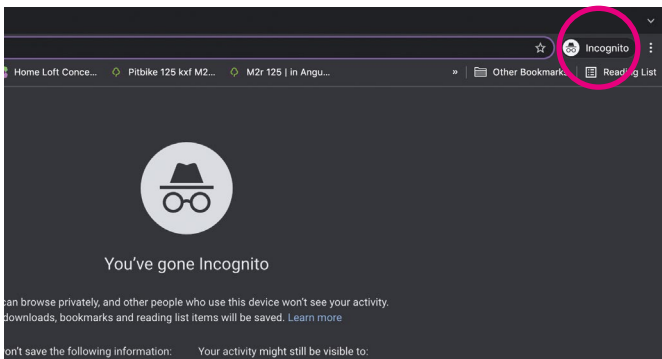 Incognito
Home Loft Conce... Pitbike 125 kxf M2... M2r 125 | in Angu... » Other Bookmarks Reading List
You've gone Incognito
can browse privately, and other people who use this device won't see your activity.
downloads, bookmarks and reading list items will be saved. Learn more
won't save the following information: Your activity might still be visible to: